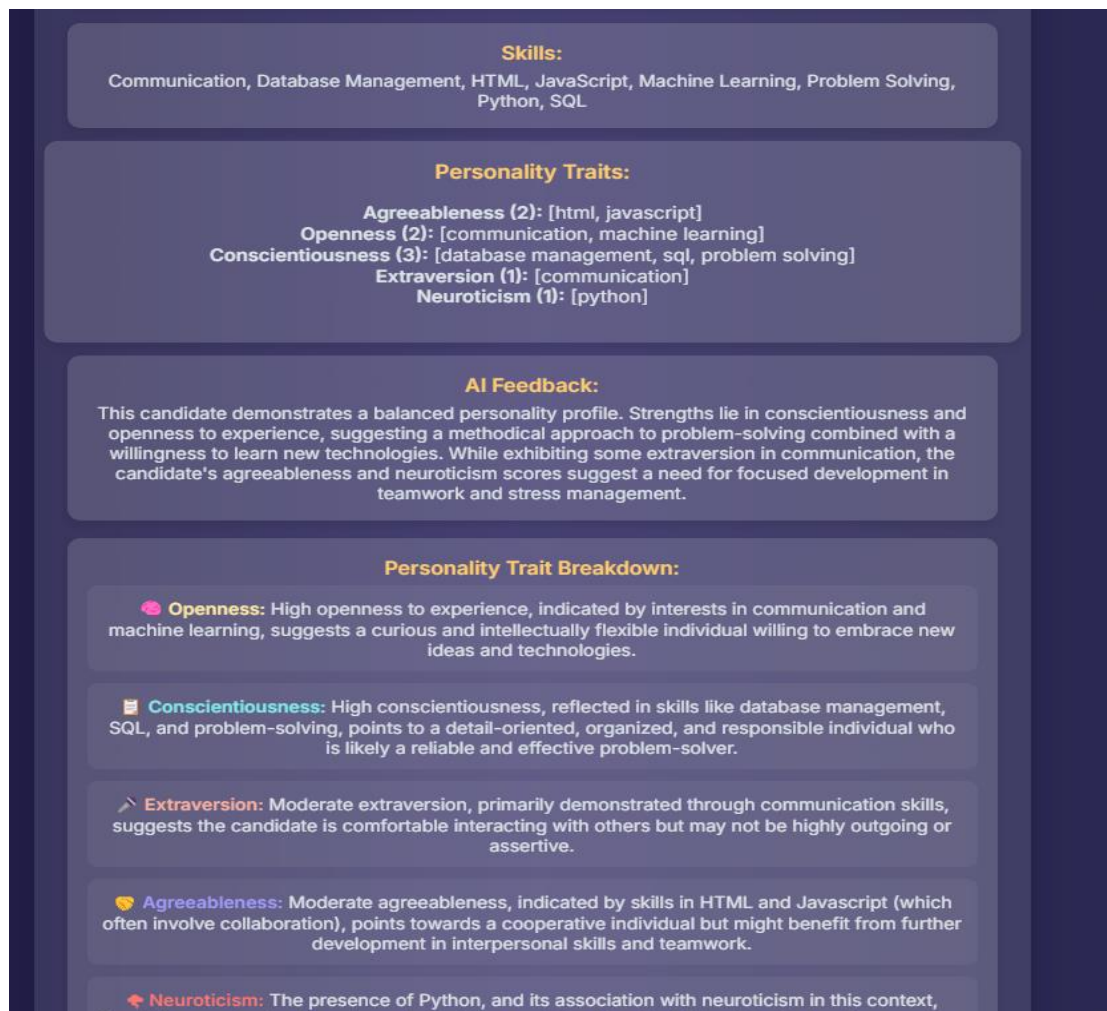 Skills:
Communication, Database Management, HTML, JavaScript, Machine Learning, Problem Solving,
Python, SQL
Personality Traits:
Agreeableness (2): [html, javascript]
Openness (2): [communication, machine learning]
Conscientiousness (3): [database management, sql, problem solving]
Extraversion (1): [communication]
Neuroticism (1): [python]
AI Feedback:
This candidate demonstrates a balanced personality profile. Strengths lie in conscientiousness and
openness to experience, suggesting a methodical approach to problem-solving combined with a
willingness to learn new technologies. While exhibiting some extraversion in communication, the
candidate's agreeableness and neuroticism scores suggest a need for focused development in
teamwork and stress management.
Personality Trait Breakdown:
Openness: High openness to experience, indicated by interests in communication and
machine learning, suggests a curious and intellectually flexible individual willing to embrace new
ideas and technologies.
Conscientiousness: High conscientiousness, reflected in skills like database management,
SQL, and problem-solving, points to a detail-oriented, organized, and responsible individual who
is likely a reliable and effective problem-solver.
Extraversion: Moderate extraversion, primarily demonstrated through communication skills,
suggests the candidate is comfortable interacting with others but may not be highly outgoing or
assertive.
Agreeableness: Moderate agreeableness, indicated by skills in HTML and Javascript (which
often involve collaboration), points towards a cooperative individual but might benefit from further
development in interpersonal skills and teamwork.
Neuroticism: The presence of Python, and its association with neuroticism in this context,